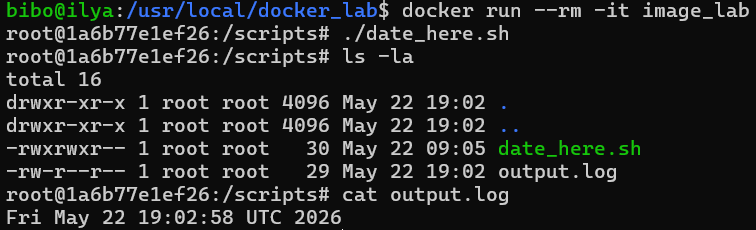 bibo@ilya:/usr/local/docker_lab$ docker run --rm -it image_lab
root@1a6b77e1ef26:/scripts# ./date_here.sh
root@1a6b77e1ef26:/scripts# ls -la
total 16
drwxr-xr-x 1 root root 4096 May 22 19:02 .
drwxr-xr-x 1 root root 4096 May 22 19:02 ..
-rwxrwxr-- 1 root root   30 May 22 09:05 date_here.sh
-rw-r--r-- 1 root root   29 May 22 19:02 output.log
root@1a6b77e1ef26:/scripts# cat output.log
Fri May 22 19:02:58 UTC 2026